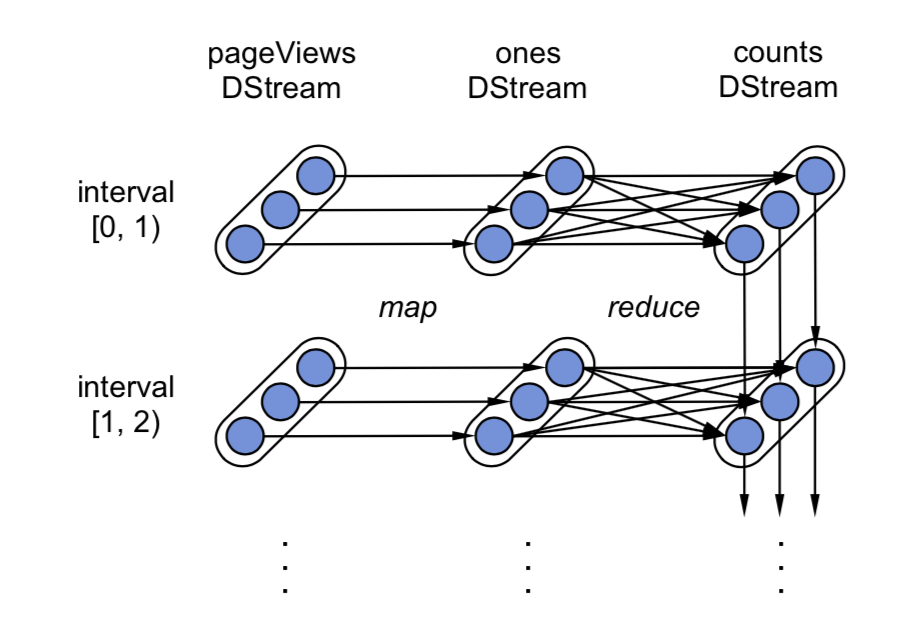 pageViews
DStream
ones
DStream
counts
DStream
interval
[0, 1)
map
reduce
interval
[1, 2)